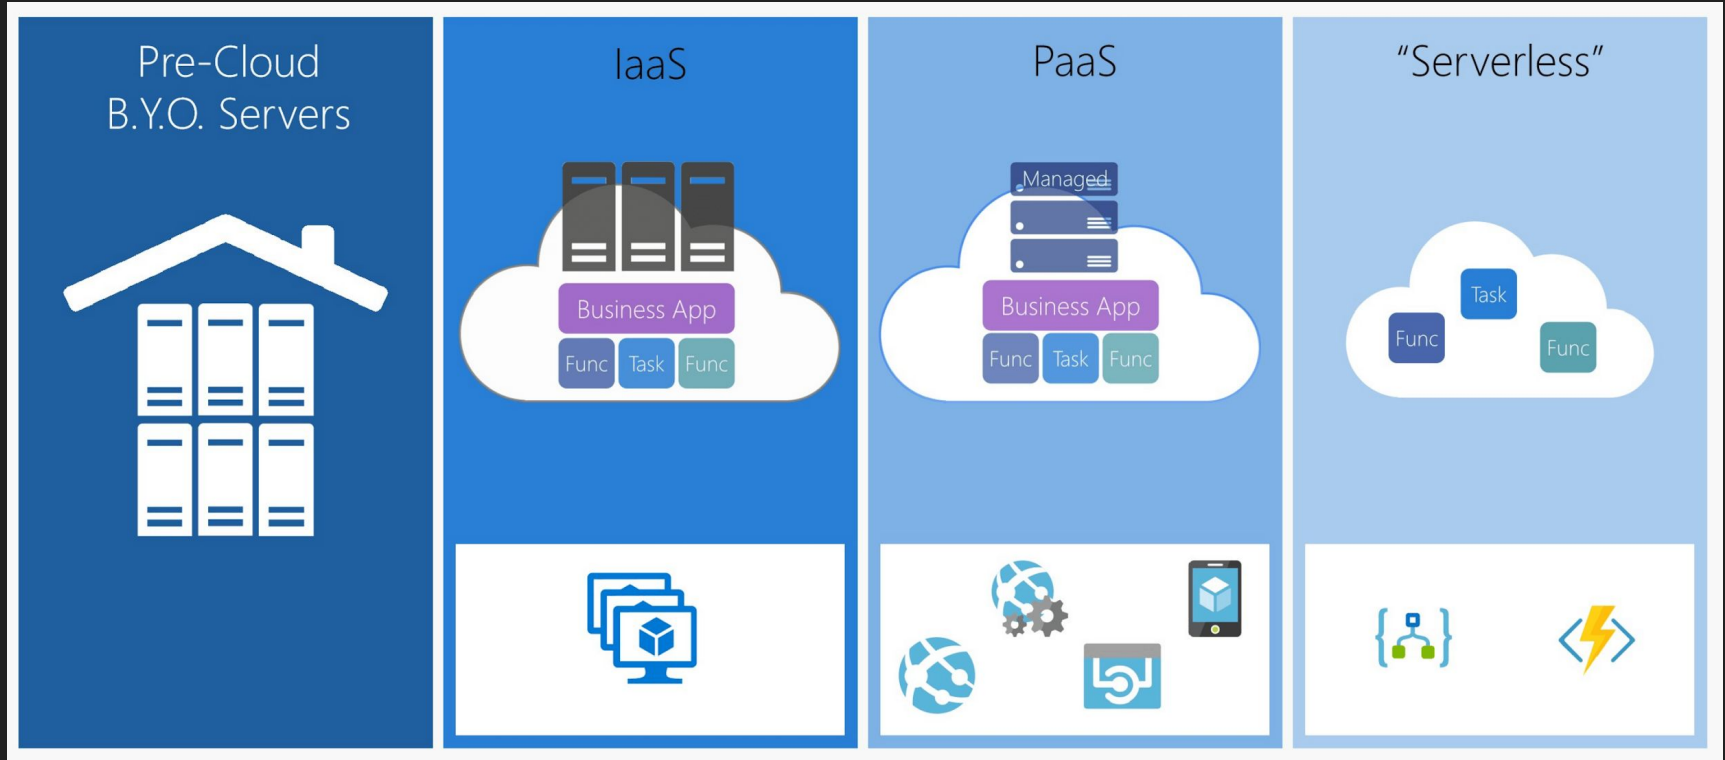 Pre-Cloud
B.Y.O. Servers
IaaS
Business App
Func Task Func
PaaS
Managed
Business App
Func Task Func
“Serverless”
Task
Func
Func